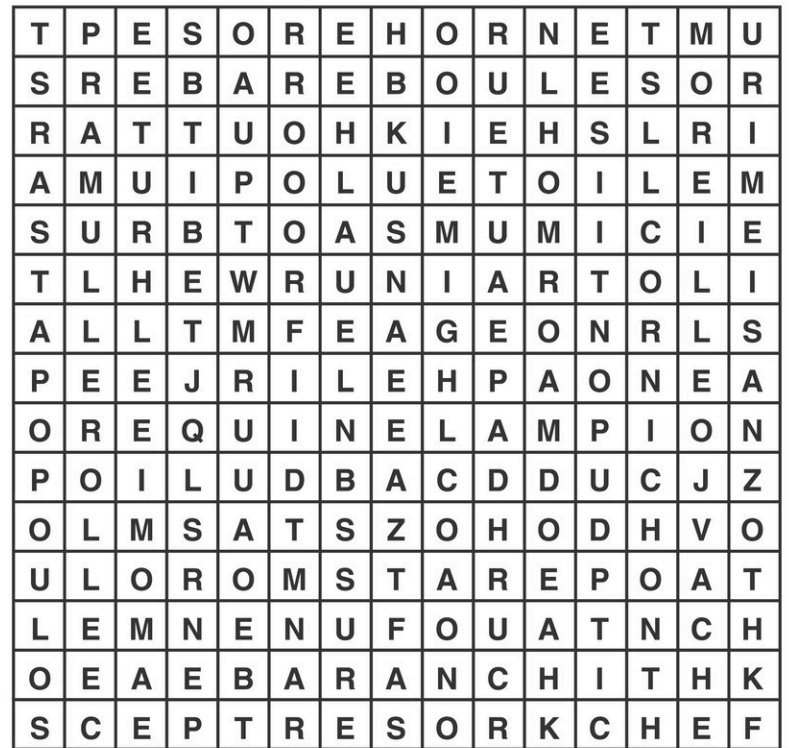 T P E S O R E H O R N E T M U
S R E B A R E B O U L E S O R
R A T T U O H K I E H S L R I
A M U I P O L U E T O I L E M
S U R B T O A S M U M I C I E
T L H E W R U N I A R T O L I
A L L T M F E A G E O N R L S
P E E J R I L E H P A O N E A
O R E Q U I N E L A M P I O N
P O I L U D B A C D D U C J Z
O L M S A T S Z O H O D H V O
U L O R O M S T A R E P O A T
L E M N E N U F O U A T N C H
O E A E B A R A N C H I T H K
S C E P T R E S O R K C H E F